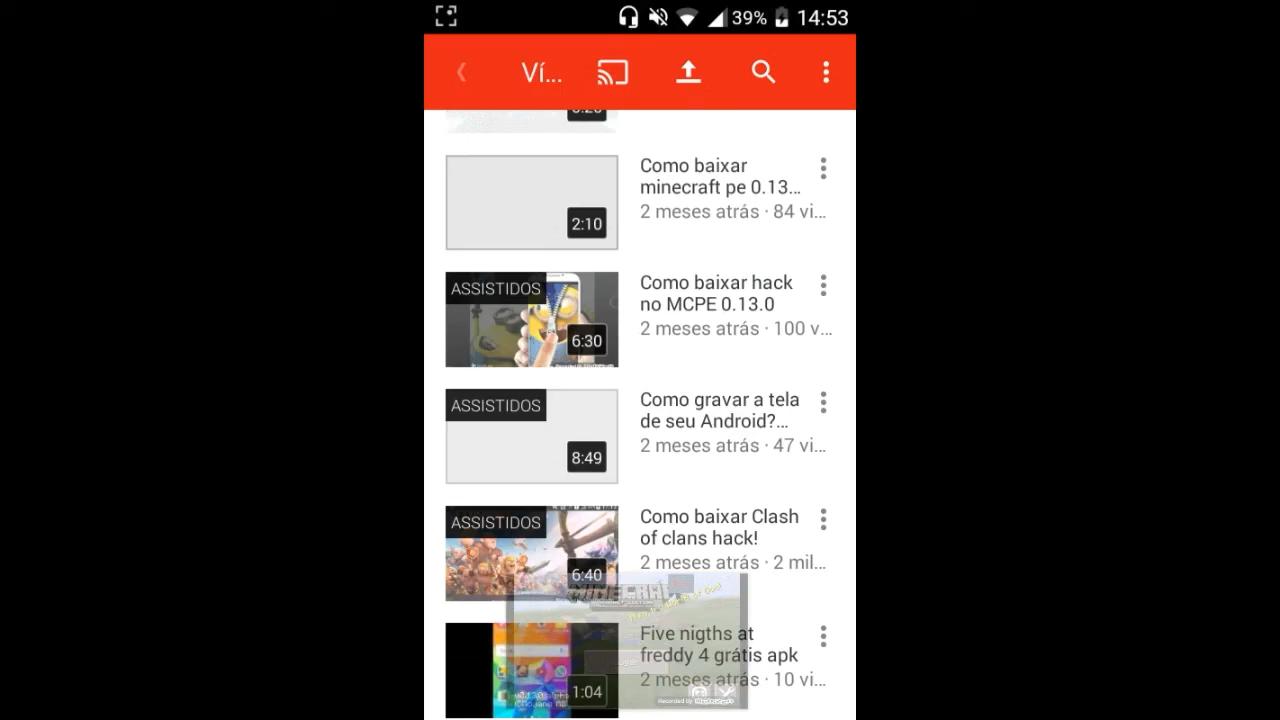 39% 14:53
Ví...
Como baixar
minecraft pe 0.13...
2 meses atrás · 84 vi...
2:10
ASSISTIDOS
Como baixar hack
no MCPE 0.13.0
2 meses atrás · 100 v...
6:30
ASSISTIDOS
Como gravar a tela
de seu Android?...
2 meses atrás · 47 vi...
8:49
ASSISTIDOS
Como baixar Clash
of clans hack!
2 meses atrás · 2 mil...
6:40
MINECRAFT
Five nigths at
freddy 4 grátis apk
2 meses atrás · 10 vi...
1:04
Recorded by